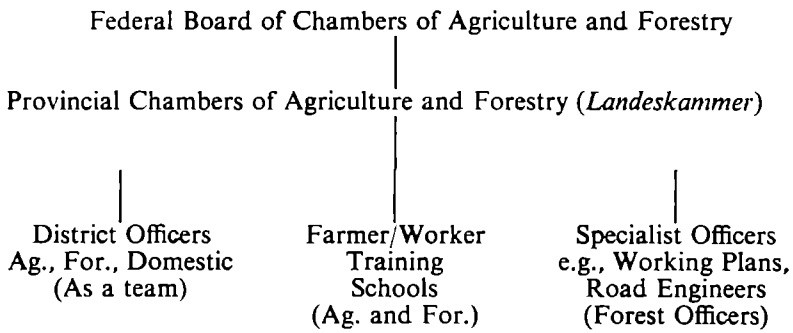 Federal Board of Chambers of Agriculture and Forestry
Provincial Chambers of Agriculture and Forestry (Landeskammer)
District Officers
Ag., For., Domestic
(As a team)
Farmer/Worker
Training
Schools
(Ag. and For.)
Specialist Officers
e.g., Working Plans,
Road Engineers
(Forest Officers)